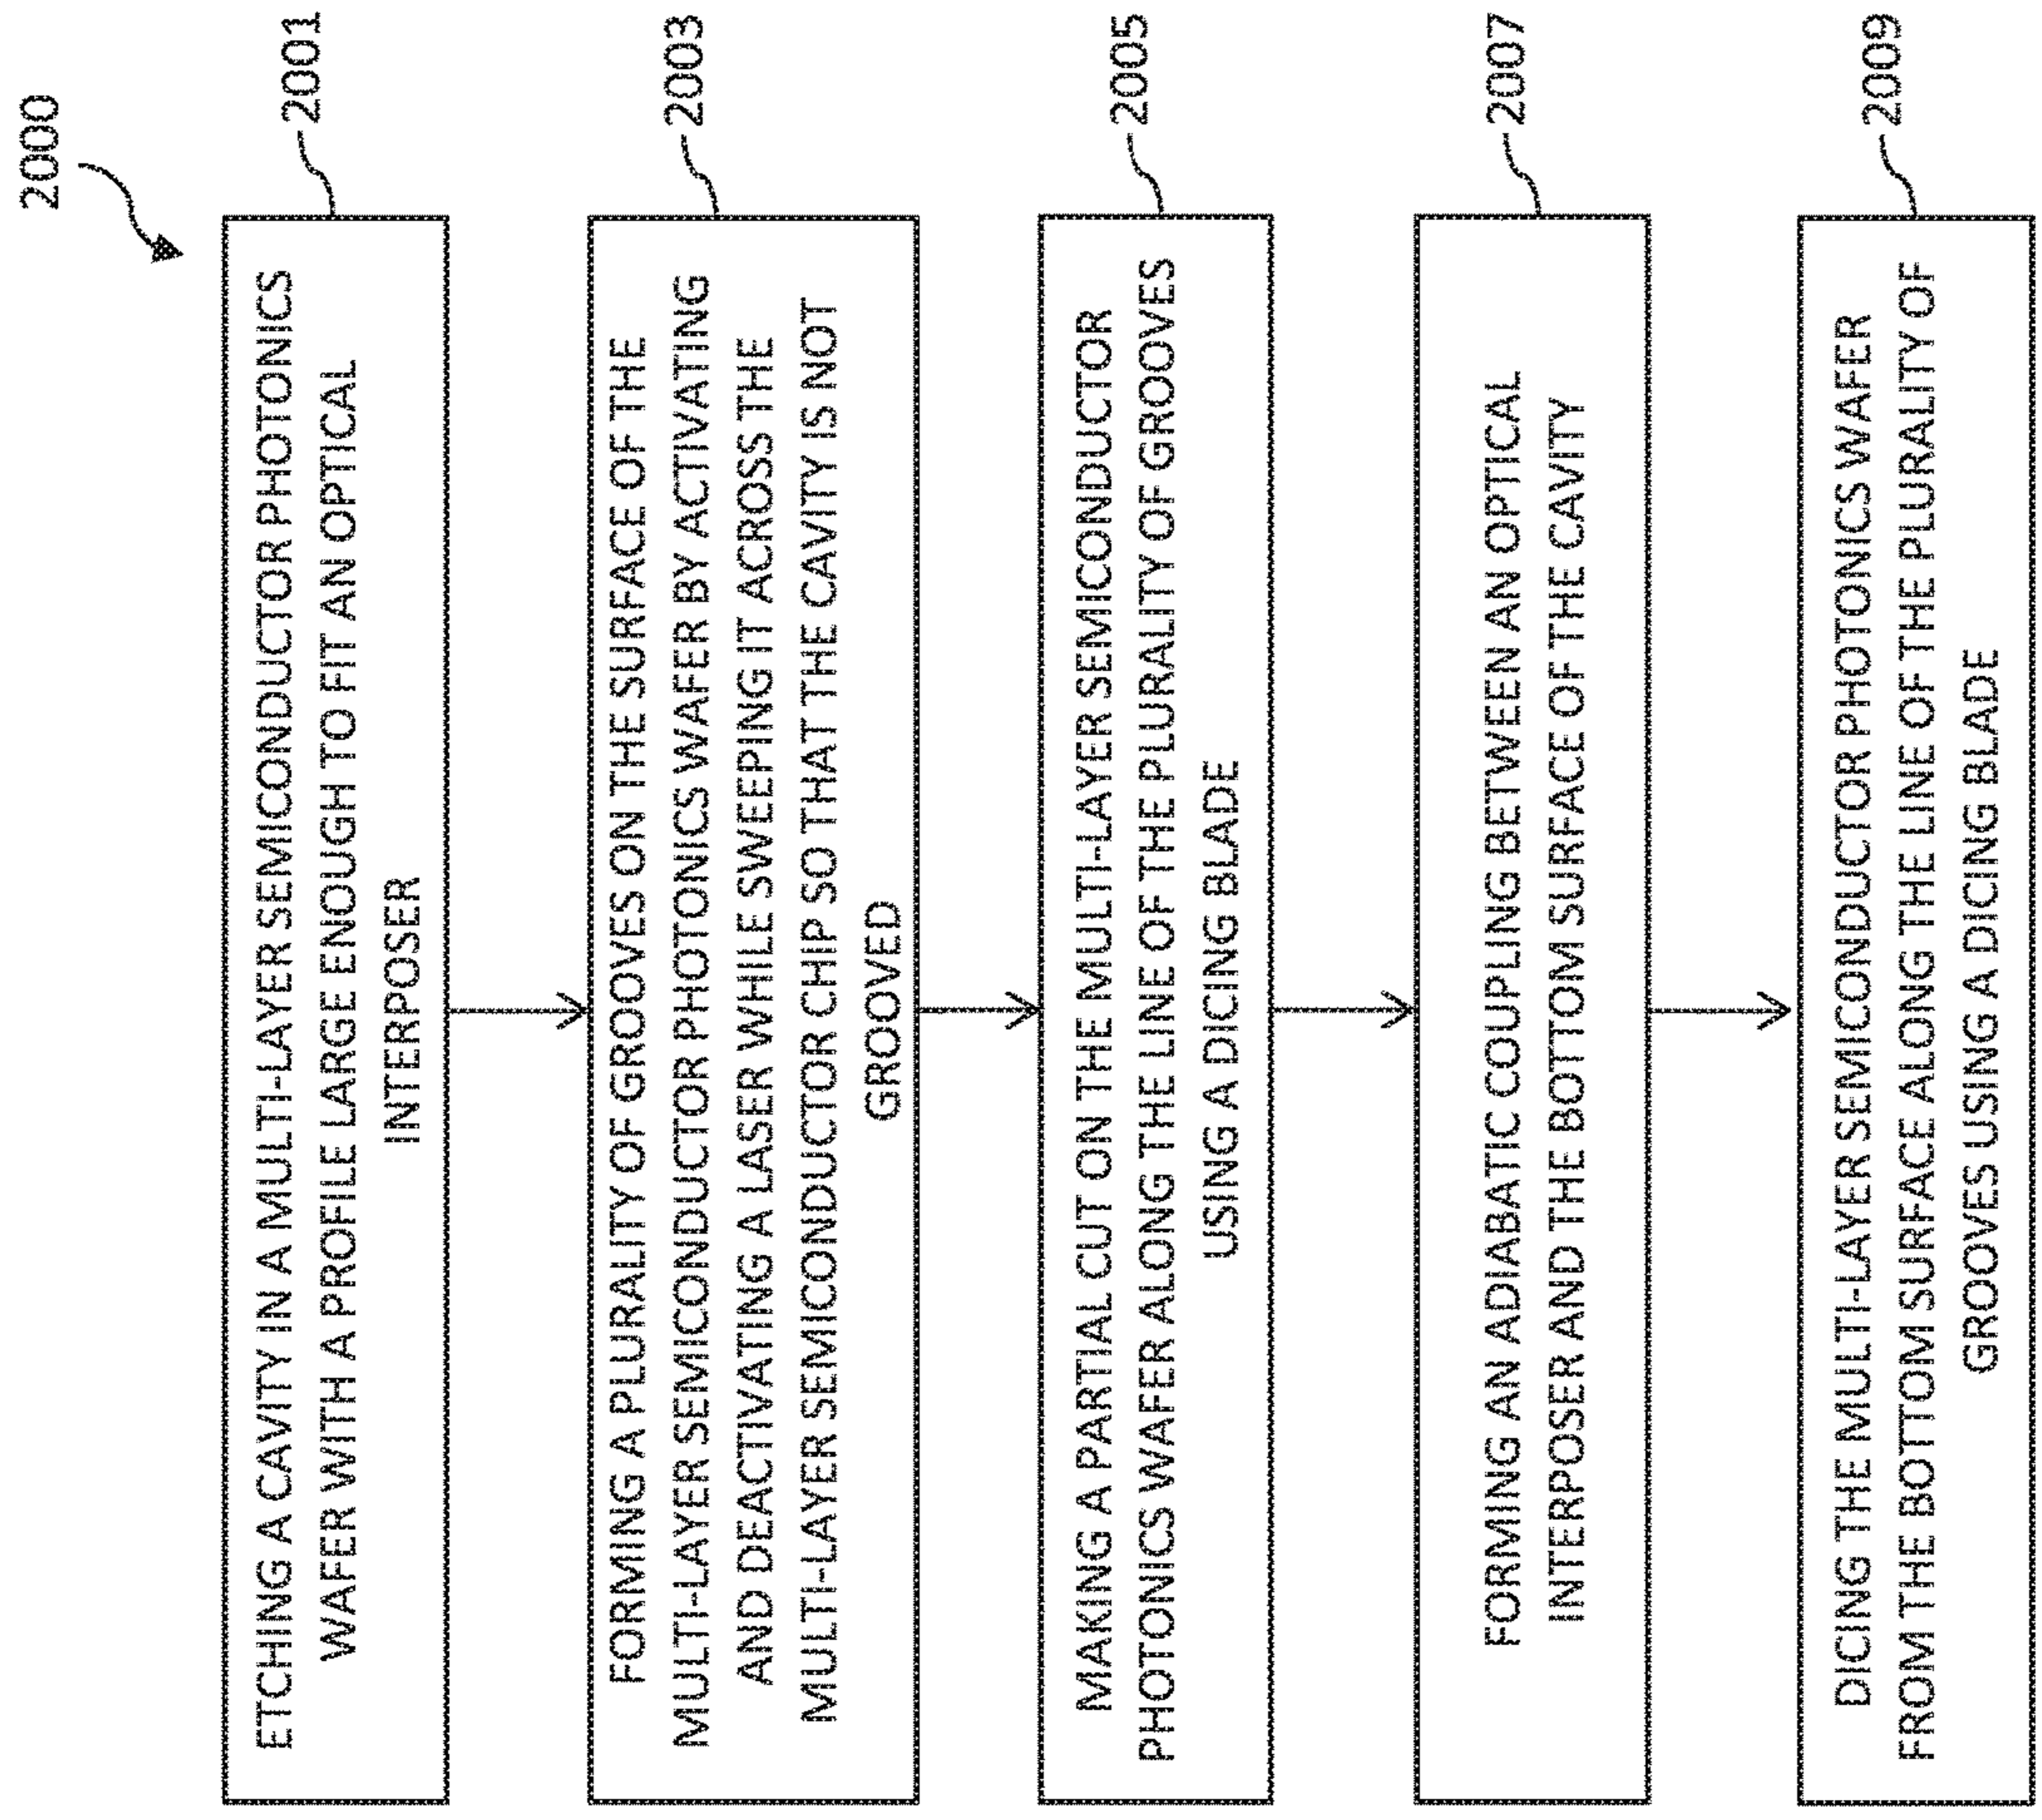 2000
ETCHING A CAVITY IN A MULTI-LAYER SEMICONDUCTOR PHOTONICS
WAFER WITH A PROFILE LARGE ENOUGH TO FIT AN OPTICAL
INTERPOSER
2001
FORMING A PLURALITY OF GROOVES ON THE SURFACE OF THE
MULTI-LAYER SEMICONDUCTOR PHOTONICS WAFER BY ACTIVATING
AND DEACTIVATING A LASER WHILE SWEEPING IT ACROSS THE
MULTI-LAYER SEMICONDUCTOR CHIP SO THAT THE CAVITY IS NOT
GROOVED
2003
MAKING A PARTIAL CUT ON THE MULTI-LAYER SEMICONDUCTOR
PHOTONICS WAFER ALONG THE LINE OF THE PLURALITY OF GROOVES
USING A DICING BLADE
2005
FORMING AN ADIABATIC COUPLING BETWEEN AN OPTICAL
INTERPOSER AND THE BOTTOM SURFACE OF THE CAVITY
2007
DICING THE MULTI-LAYER SEMICONDUCTOR PHOTONICS WAFER
FROM THE BOTTOM SURFACE ALONG THE LINE OF THE PLURALITY OF
GROOVES USING A DICING BLADE
2009